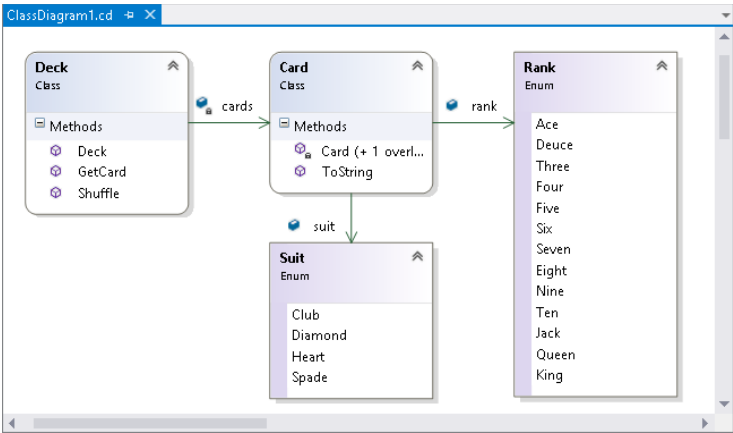 ClassDiagram1.cd
Deck
Class
Methods
Deck
GetCard
Shuffle
cards
Card
Class
Methods
Card (+ 1 overl...
ToString
rank
suit
Suit
Enum
Club
Diamond
Heart
Spade
Rank
Enum
Ace
Deuce
Three
Four
Five
Six
Seven
Eight
Nine
Ten
Jack
Queen
King